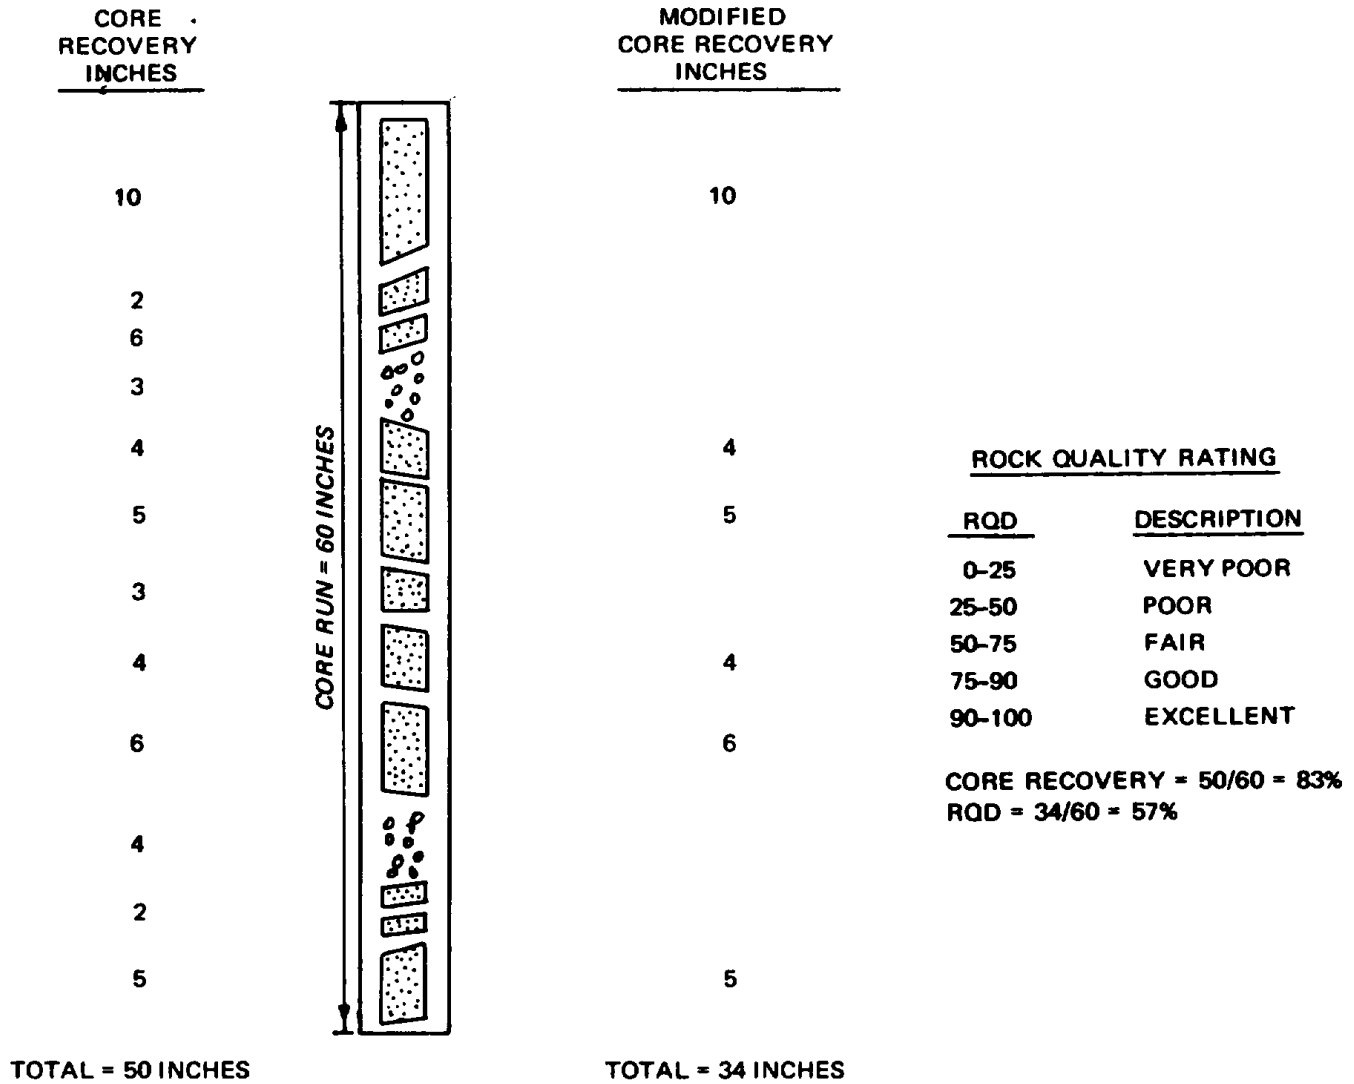 CORE
RECOVERY
INCHES
MODIFIED
CORE RECOVERY
INCHES
10
2
6
3
4
5
3
4
6
4
2
5
CORE RUN = 60 INCHES
10
4
5
4
6
5
TOTAL = 50 INCHES
TOTAL = 34 INCHES
ROCK QUALITY RATING
RQD DESCRIPTION
0-25 VERY POOR
25-50 POOR
50-75 FAIR
75-90 GOOD
90-100 EXCELLENT
CORE RECOVERY = 50/60 = 83%
RQD = 34/60 = 57%